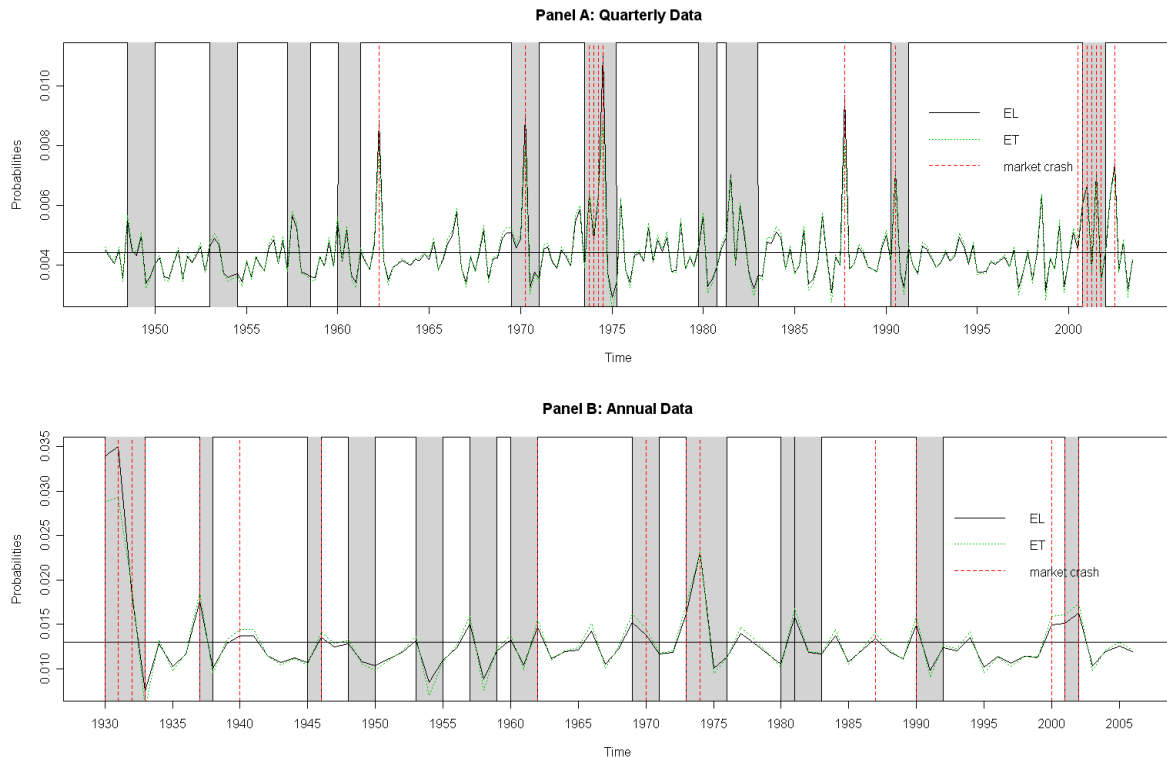 Panel A: Quarterly Data
Probabilities
0.004 0.006 0.008 0.010
EL
ET
market crash
1950 1955 1960 1965 1970 1975 1980 1985 1990 1995 2000
Time
Panel B: Annual Data
Probabilities
0.010 0.015 0.020 0.025 0.030 0.035
EL
ET
market crash
1930 1935 1940 1945 1950 1955 1960 1965 1970 1975 1980 1985 1990 1995 2000 2005
Time